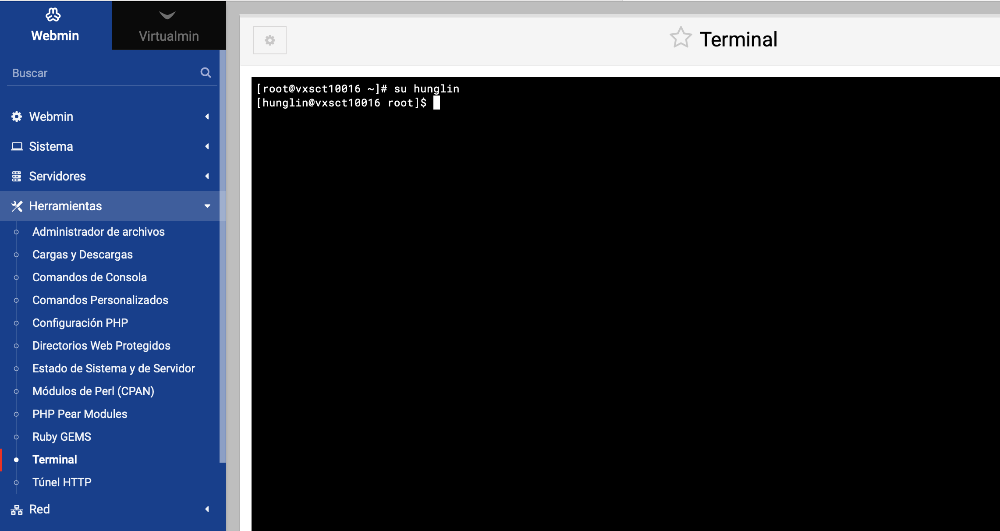 Webmin
Virtualmin
Buscar
Webmin
Sistema
Servidores
Herramientas
Administrador de archivos
Cargas y Descargas
Comandos de Consola
Comandos Personalizados
Configuración PHP
Directorios Web Protegidos
Estado de Sistema y de Servidor
Módulos de Perl (CPAN)
PHP Pear Modules
Ruby GEMS
Terminal
Túnel HTTP
Red
Terminal
[root@vxsct10016 ~]# su hunglin
[hunglin@vxsct10016 root]$